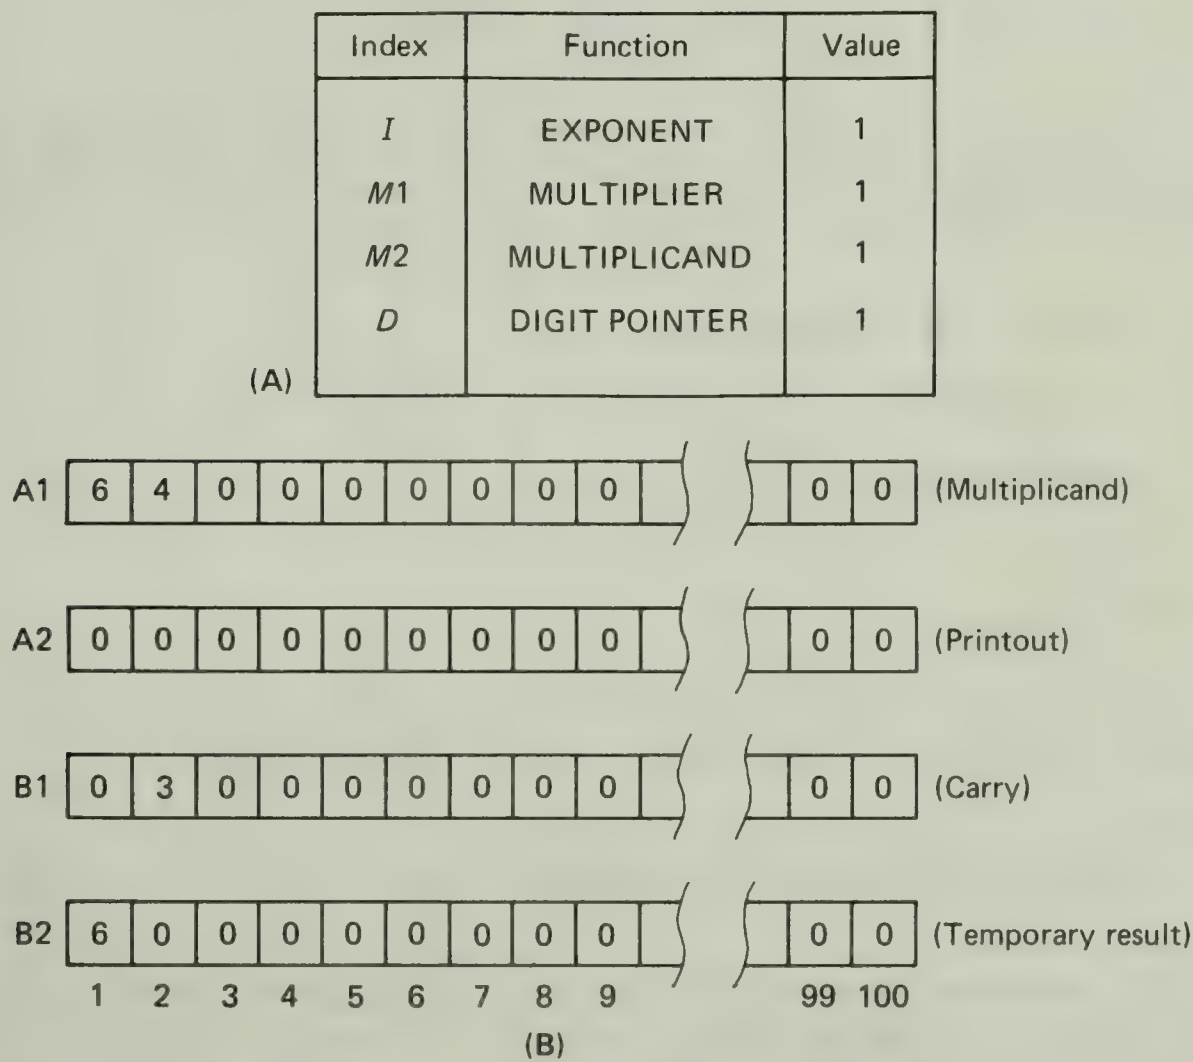 Index Function Value
I EXPONENT 1
M1 MULTIPLIER 1
M2 MULTIPLICAND 1
D DIGIT POINTER 1
(A)
A1 6 4 0 0 0 0 0 0 0 0 0 (Multiplicand)
A2 0 0 0 0 0 0 0 0 0 0 0 (Printout)
B1 0 3 0 0 0 0 0 0 0 0 0 (Carry)
B2 6 0 0 0 0 0 0 0 0 0 0 (Temporary result)
1 2 3 4 5 6 7 8 9 99 100
(B)